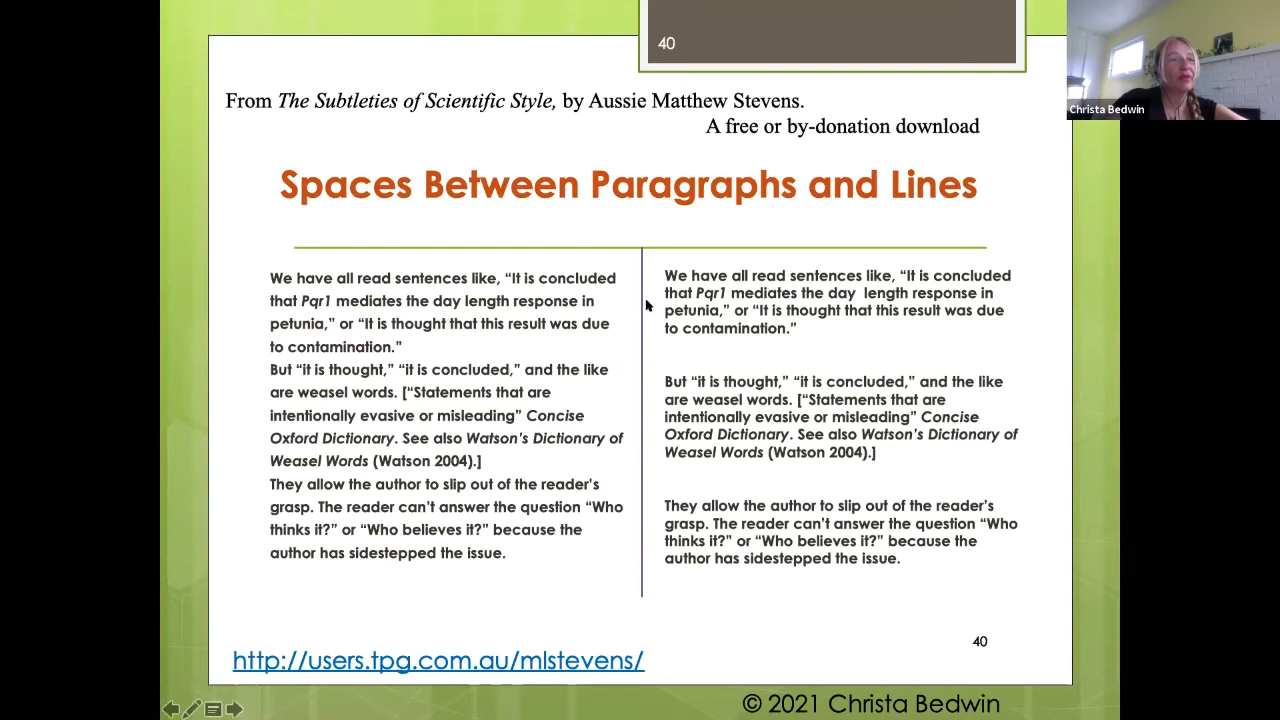 40
Christa Bedwin
From The Subtleties of Scientific Style, by Aussie Matthew Stevens.
A free or by-donation download
Spaces Between Paragraphs and Lines
We have all read sentences like, “It is concluded
that Pqr1 mediates the day length response in
petunia,” or “It is thought that this result was due
to contamination.”
But “it is thought,” “it is concluded,” and the like
are weasel words. [“Statements that are
intentionally evasive or misleading” Concise
Oxford Dictionary. See also Watson’s Dictionary of
Weasel Words (Watson 2004).]
They allow the author to slip out of the reader’s
grasp. The reader can’t answer the question “Who
thinks it?” or “Who believes it?” because the
author has sidestepped the issue.
We have all read sentences like, “It is concluded
that Pqr1 mediates the day  length response in
petunia,” or “It is thought that this result was due
to contamination.”
But “it is thought,” “it is concluded,” and the like
are weasel words. [“Statements that are
intentionally evasive or misleading” Concise
Oxford Dictionary. See also Watson’s Dictionary of
Weasel Words (Watson 2004).]
They allow the author to slip out of the reader’s
grasp. The reader can’t answer the question “Who
thinks it?” or “Who believes it?” because the
author has sidestepped the issue.
40
http://users.tpg.com.au/mlstevens/
© 2021 Christa Bedwin